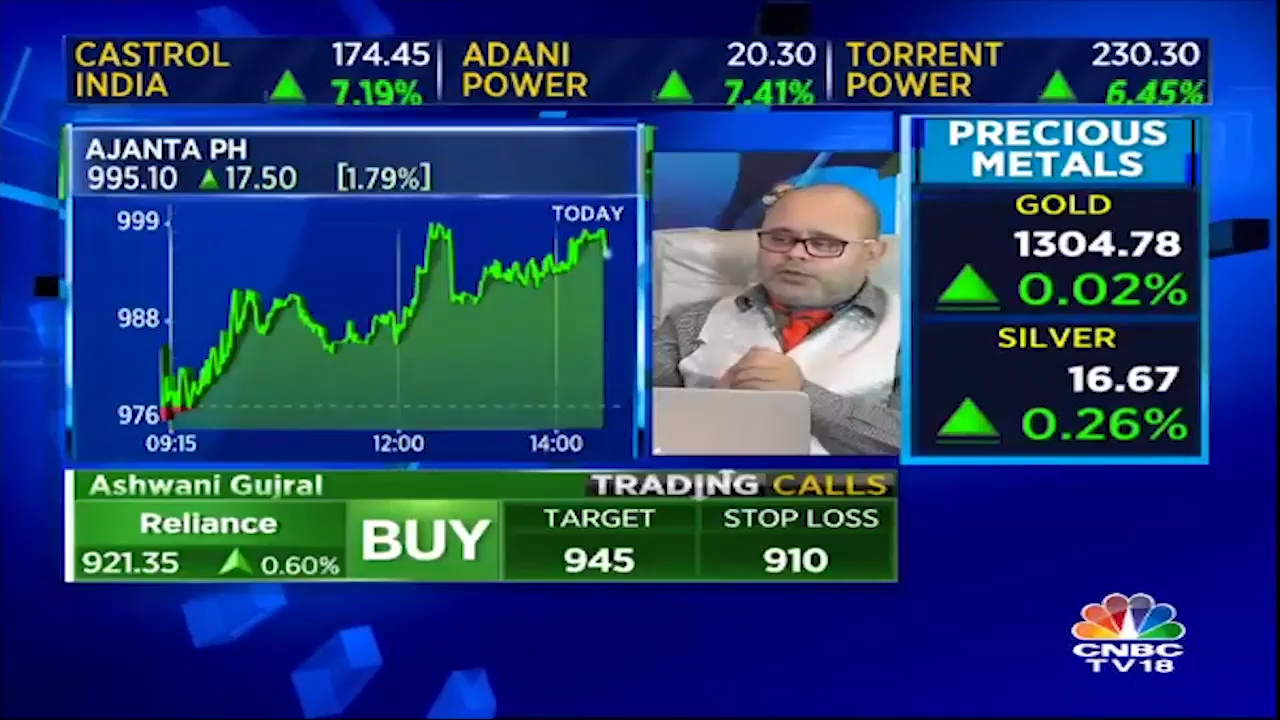 CASTROL 174.45
INDIA ▲ 7.19%
ADANI 20.30
POWER ▲ 7.41%
TORRENT 230.30
POWER ▲ 6.45%
AJANTA PH
995.10 ▲ 17.50 [1.79%]
TODAY
999
988
976
09:15 12:00 14:00
PRECIOUS
METALS
GOLD
1304.78
▲ 0.02%
SILVER
16.67
▲ 0.26%
Ashwani Gujral TRADING CALLS
Reliance
921.35 ▲ 0.60%
BUY
TARGET
945
STOP LOSS
910
CNBC
TV18